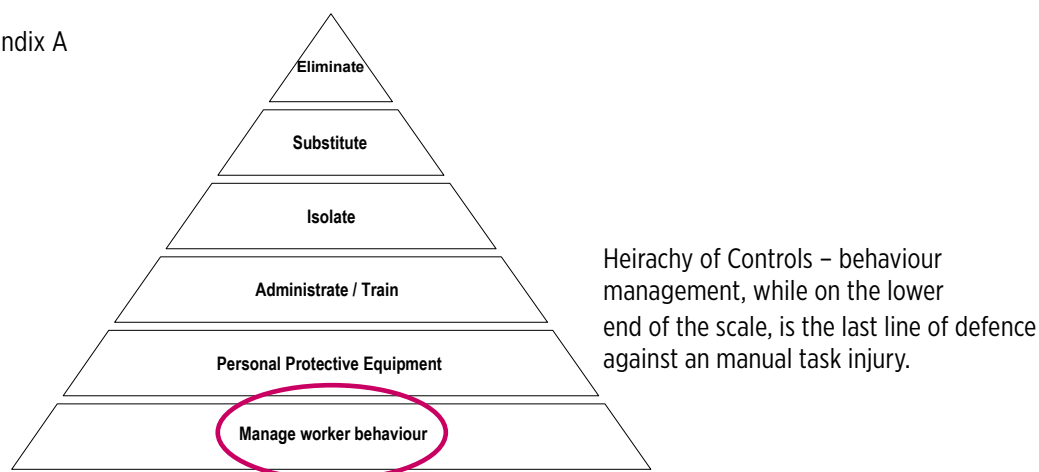 ndix A
Eliminate
Substitute
Isolate
Administrate / Train
Personal Protective Equipment
Manage worker behaviour
Heirachy of Controls – behaviour
management, while on the lower
end of the scale, is the last line of defence
against an manual task injury.